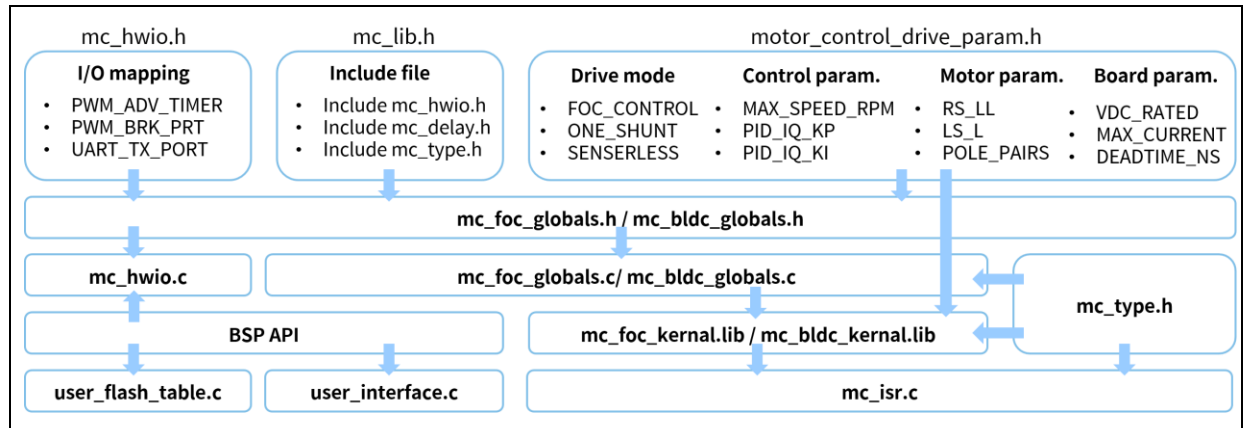 mc_hwio.h
mc_lib.h
motor_control_drive_param.h
I/O mapping
• PWM_ADV_TIMER
• PWM_BRK_PRT
• UART_TX_PORT
Include file
• Include mc_hwio.h
• Include mc_delay.h
• Include mc_type.h
Drive mode
• FOC_CONTROL
• ONE_SHUNT
• SENSERLESS
Control param.
• MAX_SPEED_RPM
• PID_IQ_KP
• PID_IQ_KI
Motor param.
• RS_LL
• LS_L
• POLE_PAIRS
Board param.
• VDC_RATED
• MAX_CURRENT
• DEADTIME_NS
mc_foc_globals.h / mc_bldc_globals.h
mc_hwio.c
mc_foc_globals.c/ mc_bldc_globals.c
mc_type.h
BSP API
mc_foc_kernal.lib / mc_bldc_kernal.lib
user_flash_table.c
user_interface.c
mc_isr.c